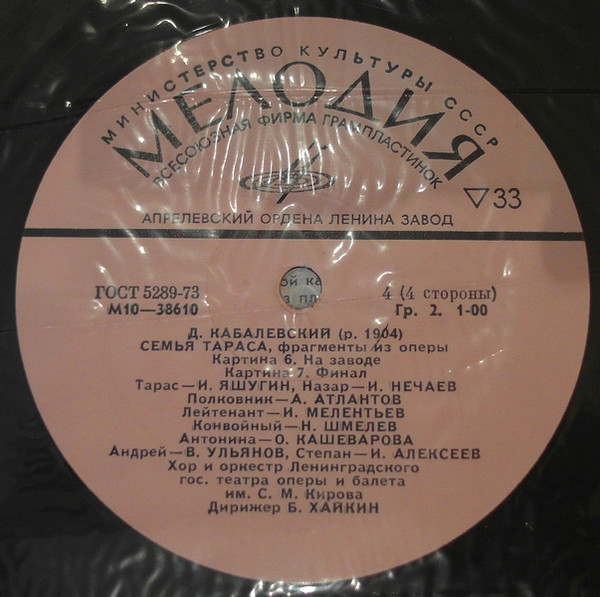 МИНИСТЕРСТВО КУЛЬТУРЫ СССР
МЕЛОДИЯ
ВСЕСОЮЗНАЯ ФИРМА ГРАМПЛАСТИНОК
▽33
АПРЕЛЕВСКИЙ ОРДЕНА ЛЕНИНА ЗАВОД
ГОСТ 5289-73
М10—38610
ой ка
з пл
4 (4 стороны)
Гр. 2. 1-00
Д. КАБАЛЕВСКИЙ (р. 1904)
СЕМЬЯ ТАРАСА, фрагменты из оперы
Картина 6. На заводе
Картина 7. Финал
Тарас—И. ЯШУГИН, Назар—И. НЕЧАЕВ
Полковник—А. АТЛАНТОВ
Лейтенант—И. МЕЛЕНТЬЕВ
Конвойный—Н. ШМЕЛЕВ
Антонина—О. КАШЕВАРОВА
Андрей—В. УЛЬЯНОВ, Степан—И. АЛЕКСЕЕВ
Хор и оркестр Ленинградского
гос. театра оперы и балета
им. С. М. Кирова
Дирижер Б. ХАЙКИН